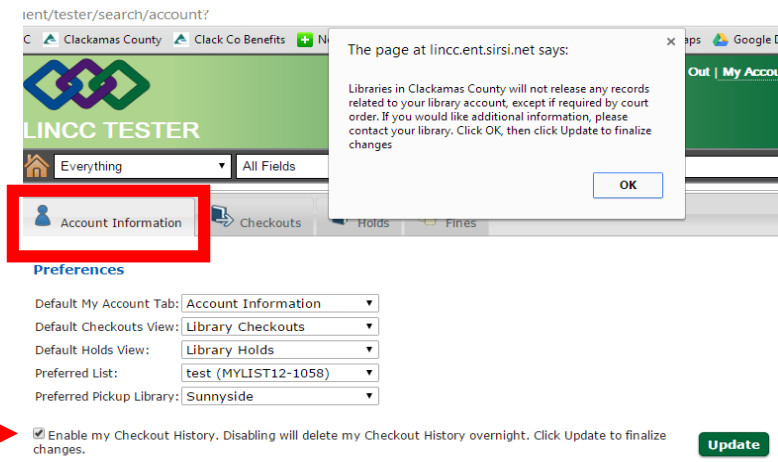 ient/tester/search/account?
C Clackamas County Clack Co Benefits aps Google D
The page at lincc.ent.sirsi.net says:
Libraries in Clackamas County will not release any records
related to your library account, except if required by court
order. If you would like additional information, please
contact your library. Click OK, then click Update to finalize
changes
OK
Out | My Accou
LINCC TESTER
Everything All Fields
Account Information Checkouts Holds Fines
Preferences
Default My Account Tab: Account Information
Default Checkouts View: Library Checkouts
Default Holds View: Library Holds
Preferred List: test (MYLIST12-1058)
Preferred Pickup Library: Sunnyside
Enable my Checkout History. Disabling will delete my Checkout History overnight. Click Update to finalize
changes.
Update